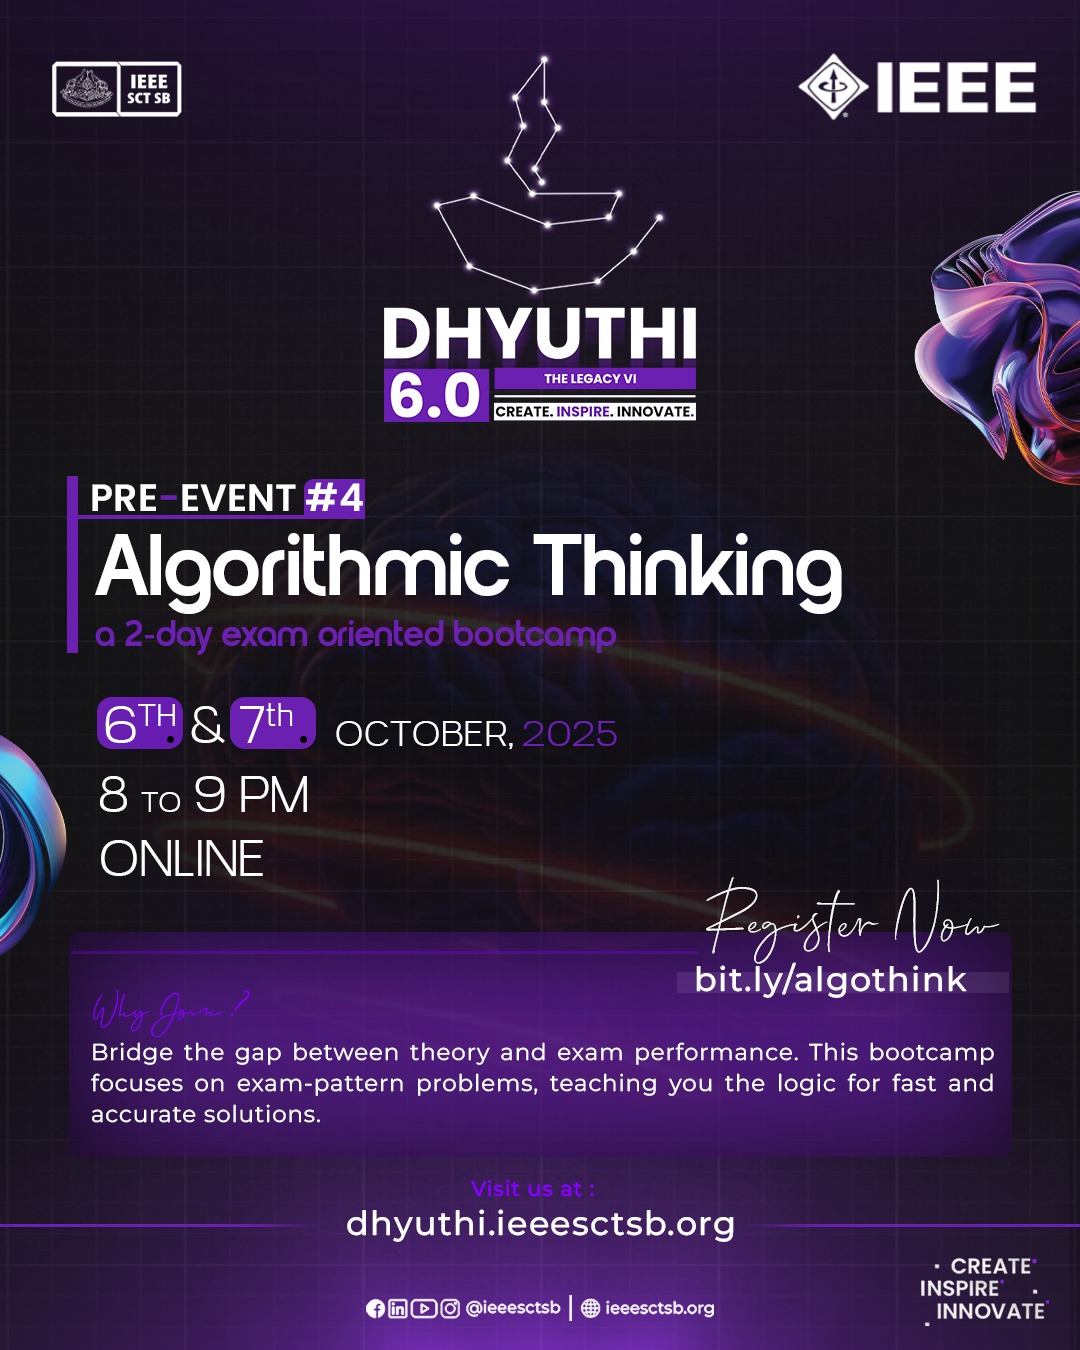 IEEE
SCT SB
IEEE
DHYUTHI
6.0
THE LEGACY VI
CREATE. INSPIRE. INNOVATE.
PRE-EVENT #4
Algorithmic Thinking
a 2-day exam oriented bootcamp
6TH & 7th OCTOBER, 2025
8 TO 9 PM
ONLINE
Register Now
bit.ly/algothink
Why Join?
Bridge the gap between theory and exam performance. This bootcamp
focuses on exam-pattern problems, teaching you the logic for fast and
accurate solutions.
Visit us at :
dhyuthi.ieeesctsb.org
@ieeesctsb | ieeesctsb.org
CREATE
INSPIRE
INNOVATE